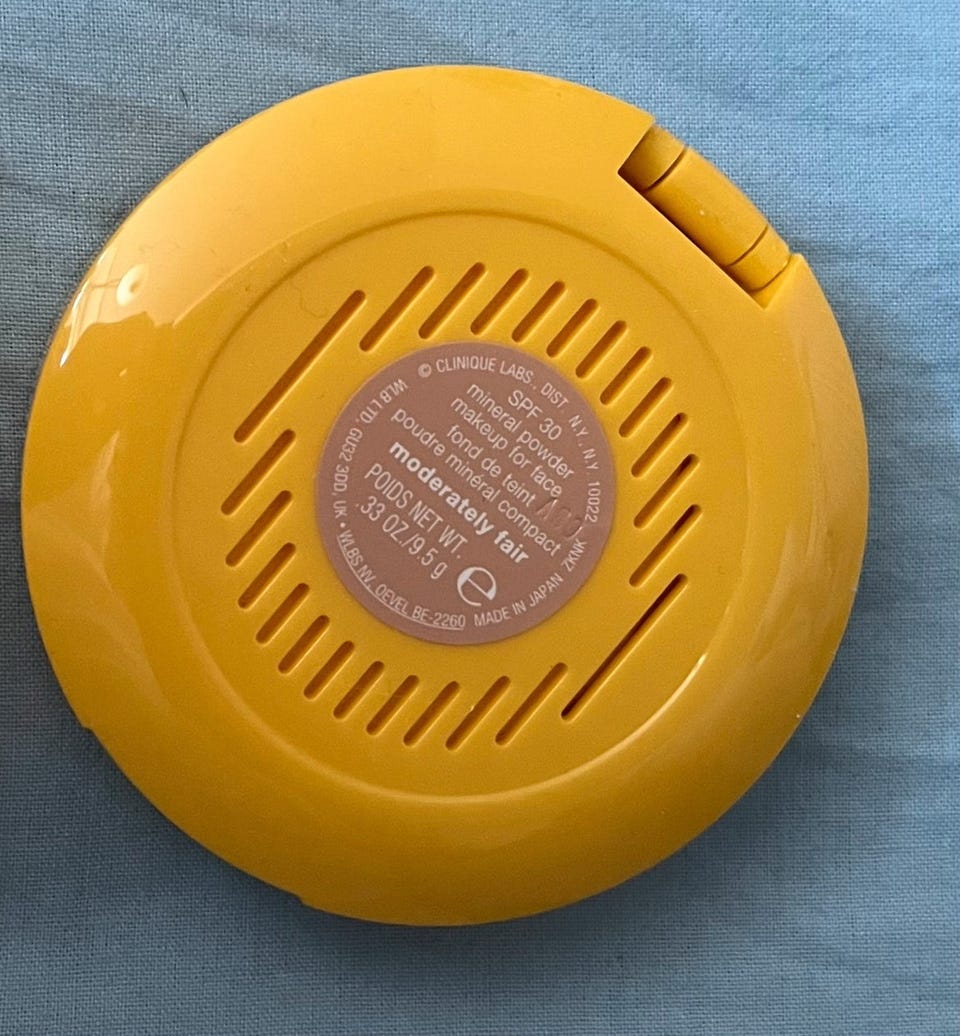 © CLINIQUE LABS., DIST. N.Y., N.Y. 10022
SPF 30
mineral powder
makeup for face
fond de teint
poudre minéral compact
moderately fair
POIDS NET WT.
.33 OZ/9.5 g
e
WLB LTD, GU32 3DD, UK • WLBS NV, OEVEL BE-2260 MADE IN JAPAN ZKNK